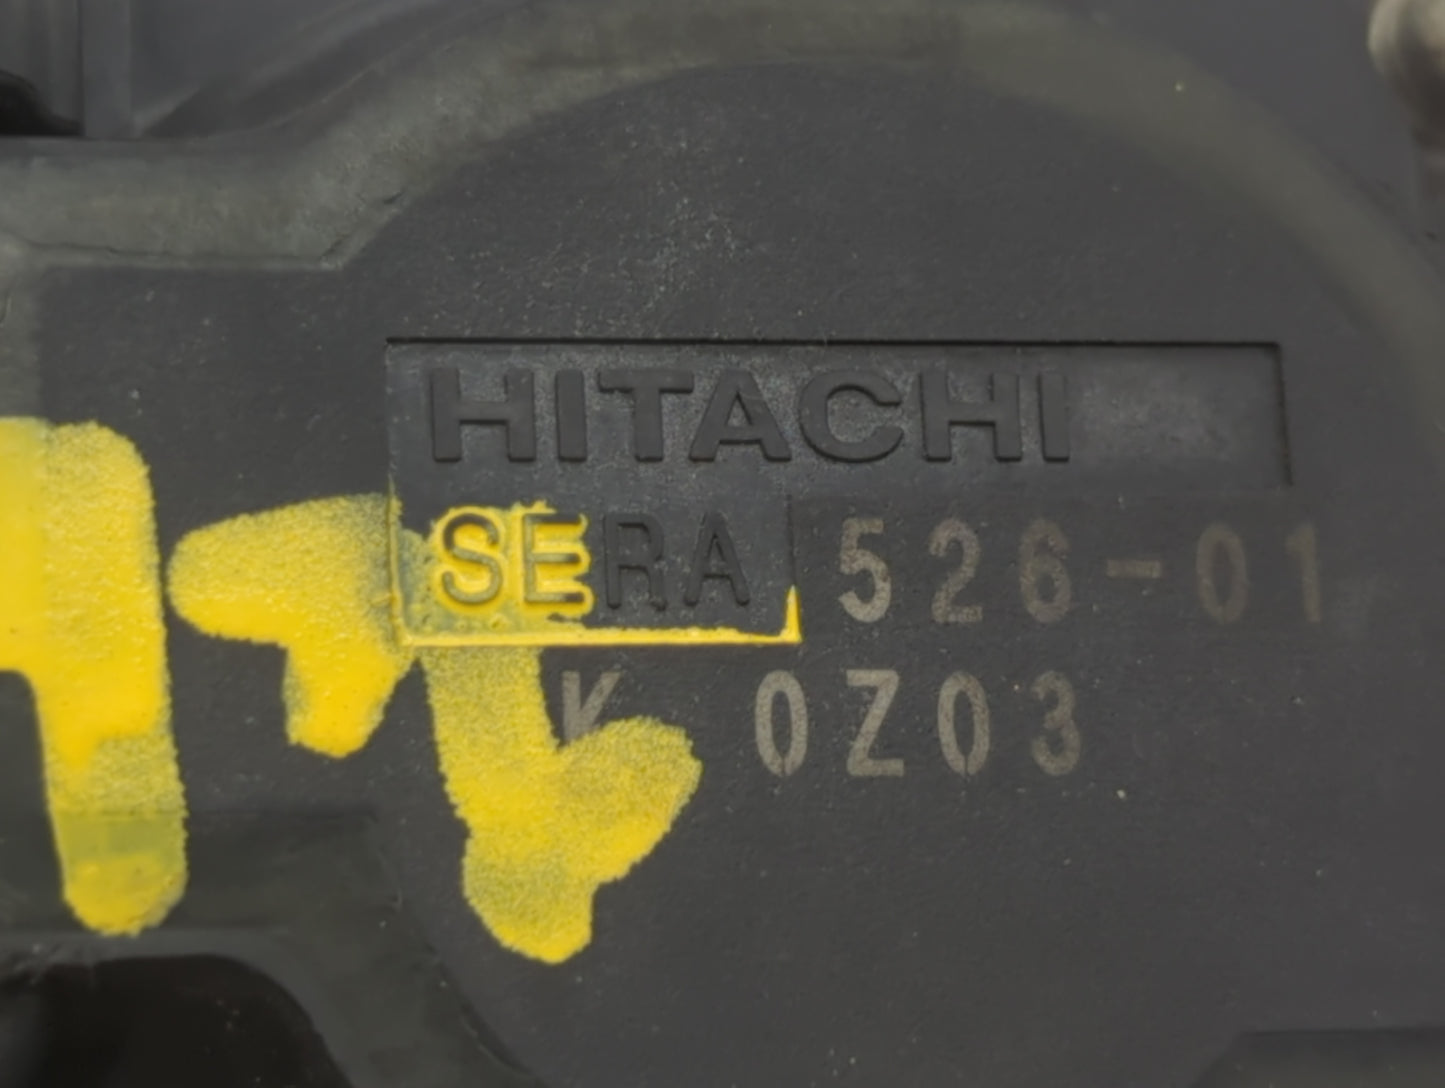 HITACHI
SERA 526-01
K 0Z03